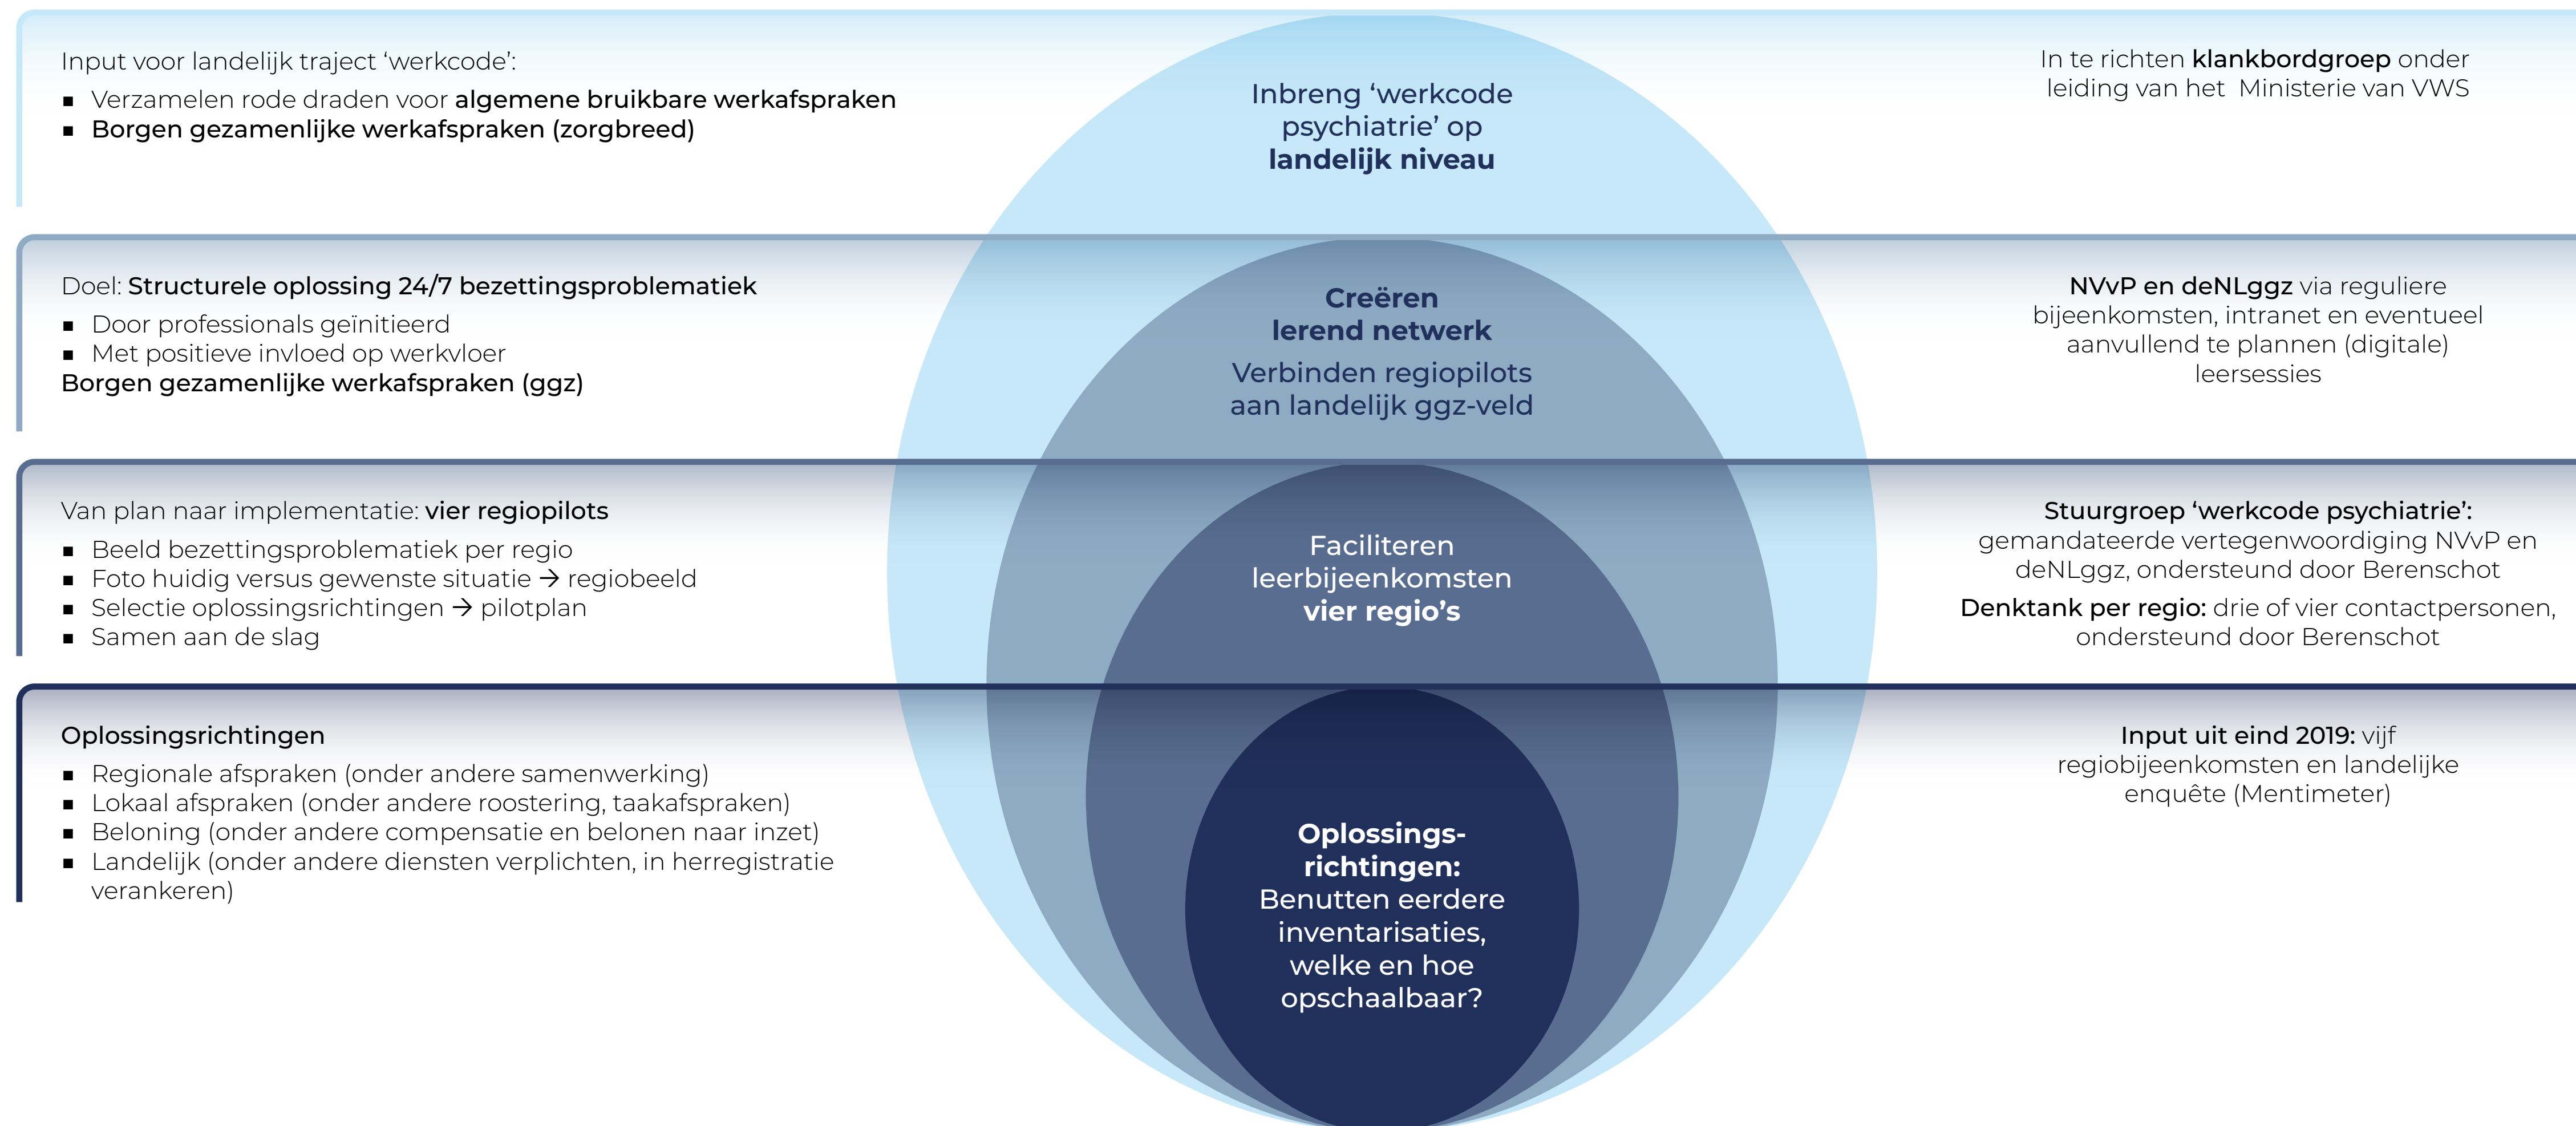 Input voor landelijk traject ‘werkcode’:
▪ Verzamelen rode draden voor algemene bruikbare werkafspraken
▪ Borgen gezamenlijke werkafspraken (zorgbreed)
Inbreng ‘werkcode
psychiatrie’ op
landelijk niveau
In te richten klankbordgroep onder
leiding van het Ministerie van VWS
Doel: Structurele oplossing 24/7 bezettingsproblematiek
▪ Door professionals geïnitieerd
▪ Met positieve invloed op werkvloer
Borgen gezamenlijke werkafspraken (ggz)
Creëren
lerend netwerk
Verbinden regiopilots
aan landelijk ggz-veld
NVvP en deNLggz via reguliere
bijeenkomsten, intranet en eventueel
aanvullend te plannen (digitale)
leersessies
Van plan naar implementatie: vier regiopilots
▪ Beeld bezettingsproblematiek per regio
▪ Foto huidig versus gewenste situatie → regiobeeld
▪ Selectie oplossingsrichtingen → pilotplan
▪ Samen aan de slag
Faciliteren
leerbijeenkomsten
vier regio’s
Stuurgroep ‘werkcode psychiatrie’:
gemandateerde vertegenwoordiging NVvP en
deNLggz, ondersteund door Berenschot
Denktank per regio: drie of vier contactpersonen,
ondersteund door Berenschot
Oplossingsrichtingen
▪ Regionale afspraken (onder andere samenwerking)
▪ Lokaal afspraken (onder andere roostering, taakafspraken)
▪ Beloning (onder andere compensatie en belonen naar inzet)
▪ Landelijk (onder andere diensten verplichten, in herregistratie
verankeren)
Oplossings-
richtingen:
Benutten eerdere
inventarisaties,
welke en hoe
opschaalbaar?
Input uit eind 2019: vijf
regiobijeenkomsten en landelijke
enquête (Mentimeter)